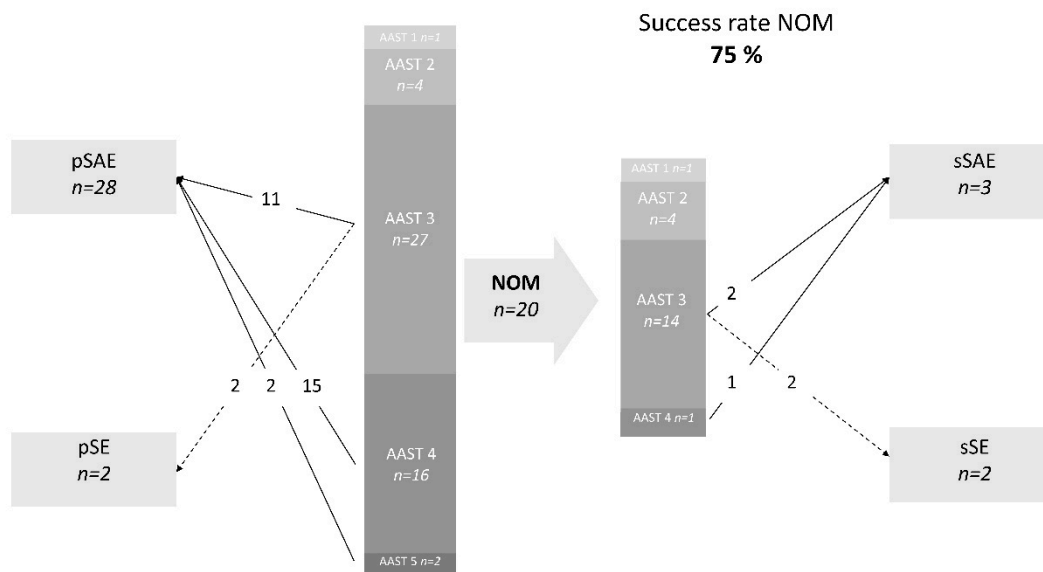 Success rate NOM
75 %
AAST 1 n=1
AAST 2
n=4
AAST 3
n=27
AAST 4
n=16
AAST 5 n=2
pSAE
n=28
pSE
n=2
11
2
2
15
NOM
n=20
AAST 1 n=1
AAST 2
n=4
AAST 3
n=14
AAST 4 n=1
2
1
2
sSAE
n=3
sSE
n=2